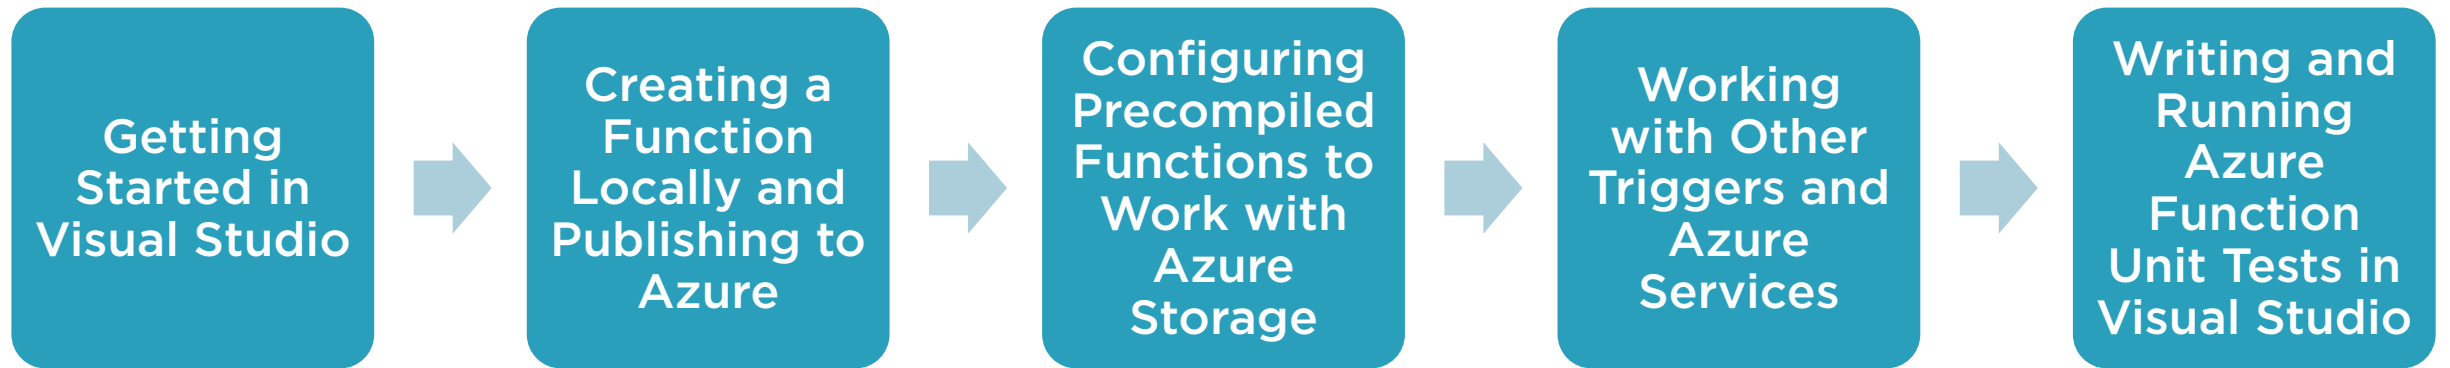 Getting
Started in
Visual Studio
Creating a
Function
Locally and
Publishing to
Azure
Configuring
Precompiled
Functions to
Work with
Azure
Storage
Working
with Other
Triggers and
Azure
Services
Writing and
Running
Azure
Function
Unit Tests in
Visual Studio